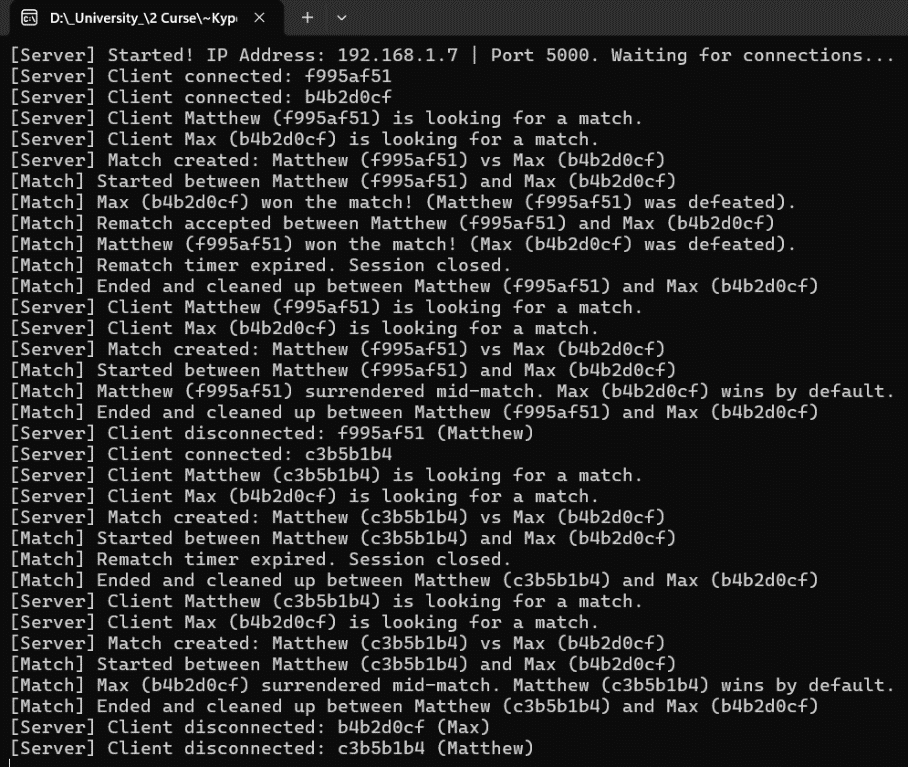 D:\_University_\2 Curse\~Kyp
[Server] Started! IP Address: 192.168.1.7 | Port 5000. Waiting for connections...
[Server] Client connected: f995af51
[Server] Client connected: b4b2d0cf
[Server] Client Matthew (f995af51) is looking for a match.
[Server] Client Max (b4b2d0cf) is looking for a match.
[Server] Match created: Matthew (f995af51) vs Max (b4b2d0cf)
[Match] Started between Matthew (f995af51) and Max (b4b2d0cf)
[Match] Max (b4b2d0cf) won the match! (Matthew (f995af51) was defeated).
[Match] Rematch accepted between Matthew (f995af51) and Max (b4b2d0cf)
[Match] Matthew (f995af51) won the match! (Max (b4b2d0cf) was defeated).
[Match] Rematch timer expired. Session closed.
[Match] Ended and cleaned up between Matthew (f995af51) and Max (b4b2d0cf)
[Server] Client Matthew (f995af51) is looking for a match.
[Server] Client Max (b4b2d0cf) is looking for a match.
[Server] Match created: Matthew (f995af51) vs Max (b4b2d0cf)
[Match] Started between Matthew (f995af51) and Max (b4b2d0cf)
[Match] Matthew (f995af51) surrendered mid-match. Max (b4b2d0cf) wins by default.
[Match] Ended and cleaned up between Matthew (f995af51) and Max (b4b2d0cf)
[Server] Client disconnected: f995af51 (Matthew)
[Server] Client connected: c3b5b1b4
[Server] Client Matthew (c3b5b1b4) is looking for a match.
[Server] Client Max (b4b2d0cf) is looking for a match.
[Server] Match created: Matthew (c3b5b1b4) vs Max (b4b2d0cf)
[Match] Started between Matthew (c3b5b1b4) and Max (b4b2d0cf)
[Match] Rematch timer expired. Session closed.
[Match] Ended and cleaned up between Matthew (c3b5b1b4) and Max (b4b2d0cf)
[Server] Client Matthew (c3b5b1b4) is looking for a match.
[Server] Client Max (b4b2d0cf) is looking for a match.
[Server] Match created: Matthew (c3b5b1b4) vs Max (b4b2d0cf)
[Match] Started between Matthew (c3b5b1b4) and Max (b4b2d0cf)
[Match] Max (b4b2d0cf) surrendered mid-match. Matthew (c3b5b1b4) wins by default.
[Match] Ended and cleaned up between Matthew (c3b5b1b4) and Max (b4b2d0cf)
[Server] Client disconnected: b4b2d0cf (Max)
[Server] Client disconnected: c3b5b1b4 (Matthew)